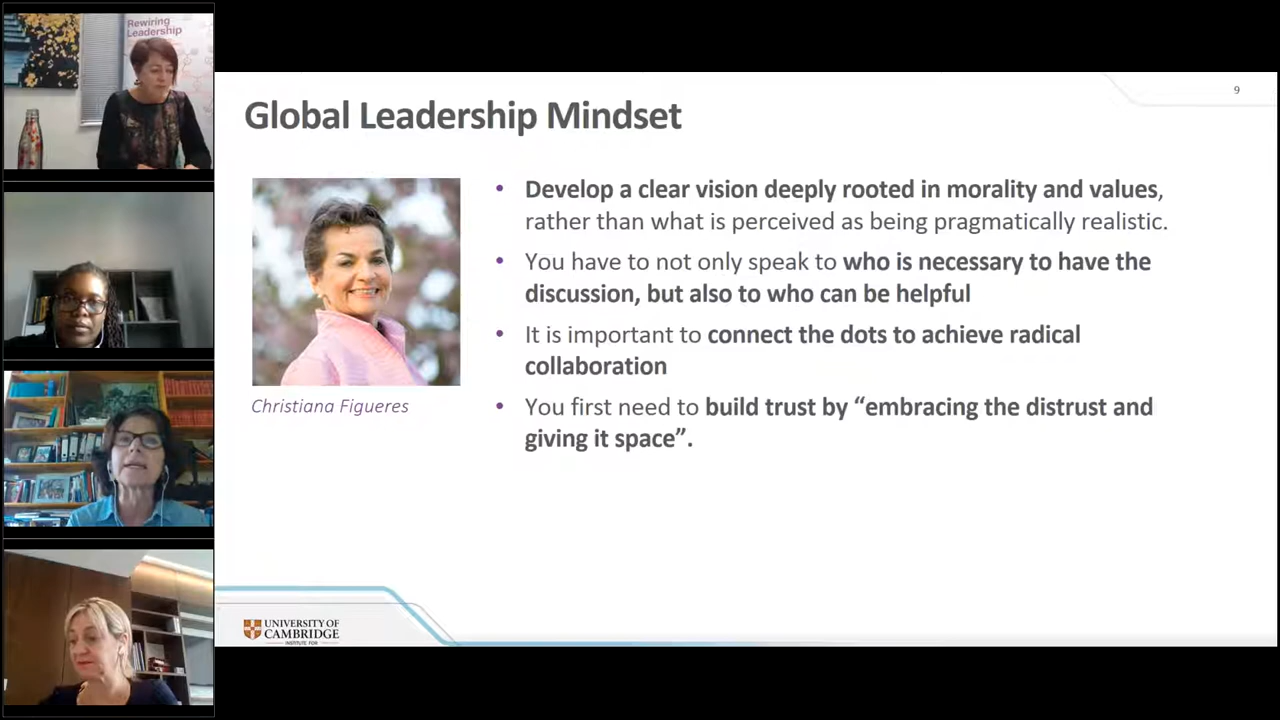 Rewiring
Leadership
9
Global Leadership Mindset
• Develop a clear vision deeply rooted in morality and values,
rather than what is perceived as being pragmatically realistic.
• You have to not only speak to who is necessary to have the
discussion, but also to who can be helpful
• It is important to connect the dots to achieve radical
collaboration
Christiana Figueres
• You first need to build trust by “embracing the distrust and
giving it space”.
UNIVERSITY OF
CAMBRIDGE
INSTITUTE FOR